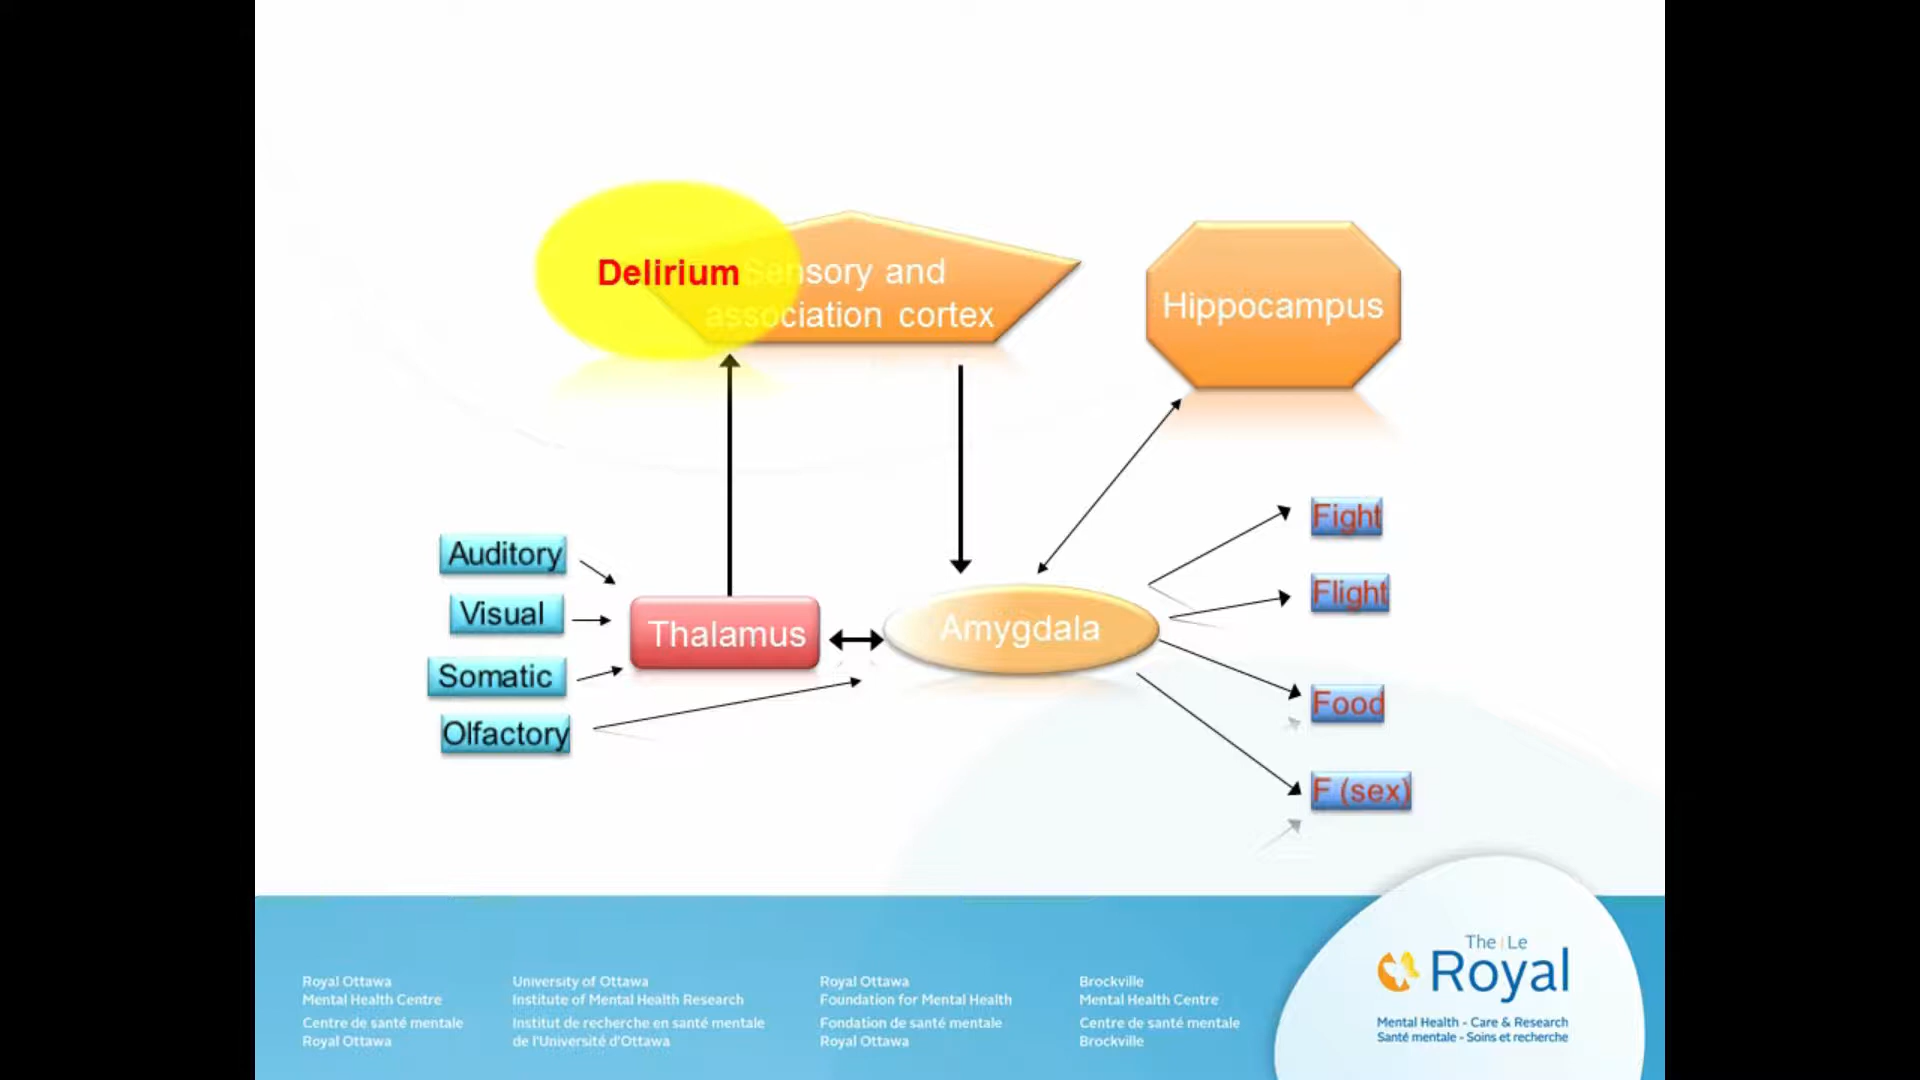 Delirium
Sensory and
association cortex
Hippocampus
Auditory
Visual
Somatic
Olfactory
Thalamus
Amygdala
Fight
Flight
Food
F (sex)
Royal Ottawa
Mental Health Centre
Centre de santé mentale
Royal Ottawa
University of Ottawa
Institute of Mental Health Research
Institut de recherche en santé mentale
de l'Université d'Ottawa
Royal Ottawa
Foundation for Mental Health
Fondation de santé mentale
Royal Ottawa
Brockville
Mental Health Centre
Centre de santé mentale
Brockville
The | Le
Royal
Mental Health - Care & Research
Santé mentale - Soins et recherche